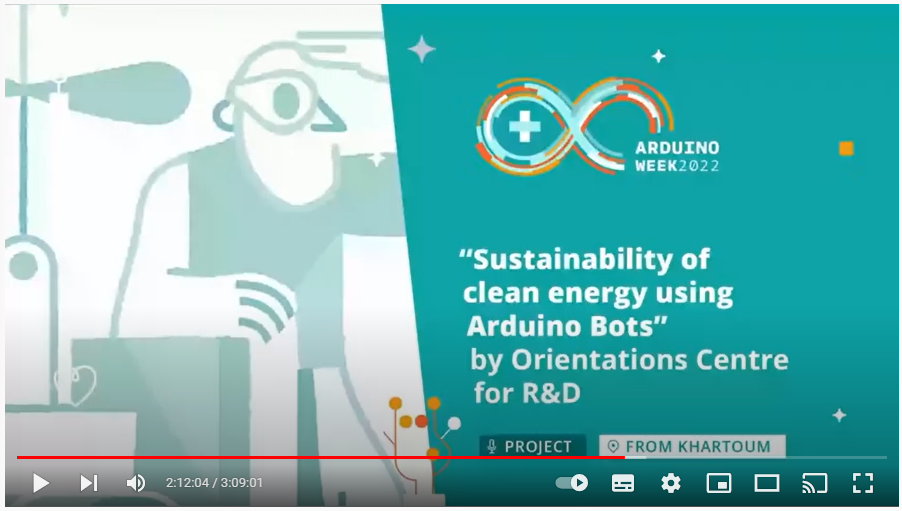 ARDUINO
WEEK2022
“Sustainability of
clean energy using
Arduino Bots”
by Orientations Centre
for R&D
PROJECT
FROM KHARTOUM
2:12:04 / 3:09:01